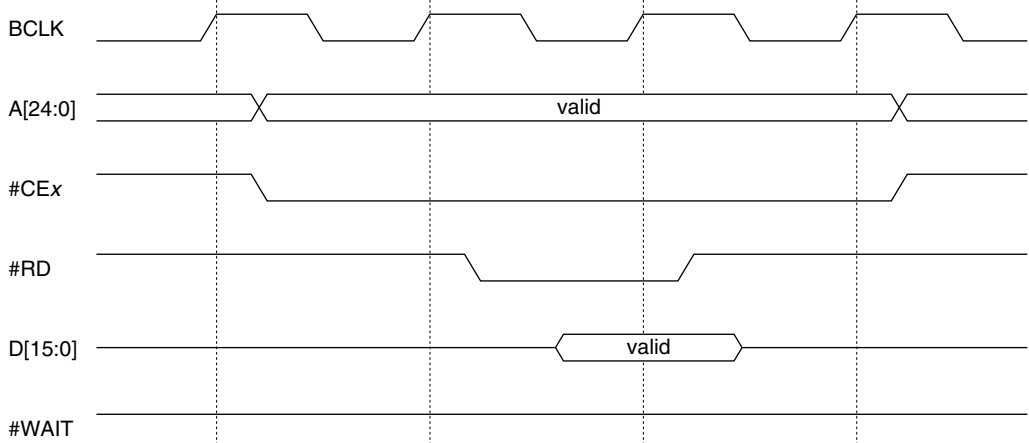 BCLK
A[24:0]
valid
#CEx
#RD
D[15:0]
valid
#WAIT